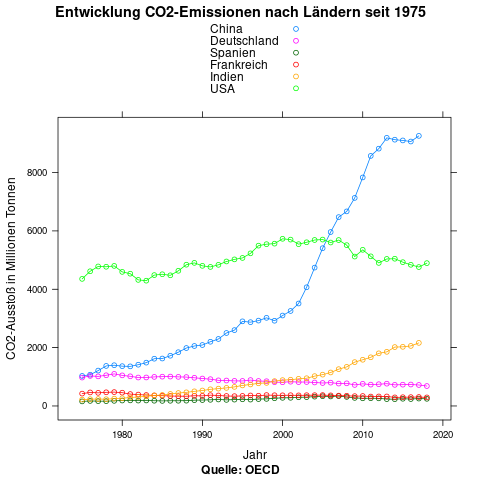 Entwicklung CO2-Emissionen nach Ländern seit 1975
China
Deutschland
Spanien
Frankreich
Indien
USA
CO2-Ausstoß in Millionen Tonnen
8000
6000
4000
2000
0
1980
1990
2000
2010
2020
Jahr
Quelle: OECD